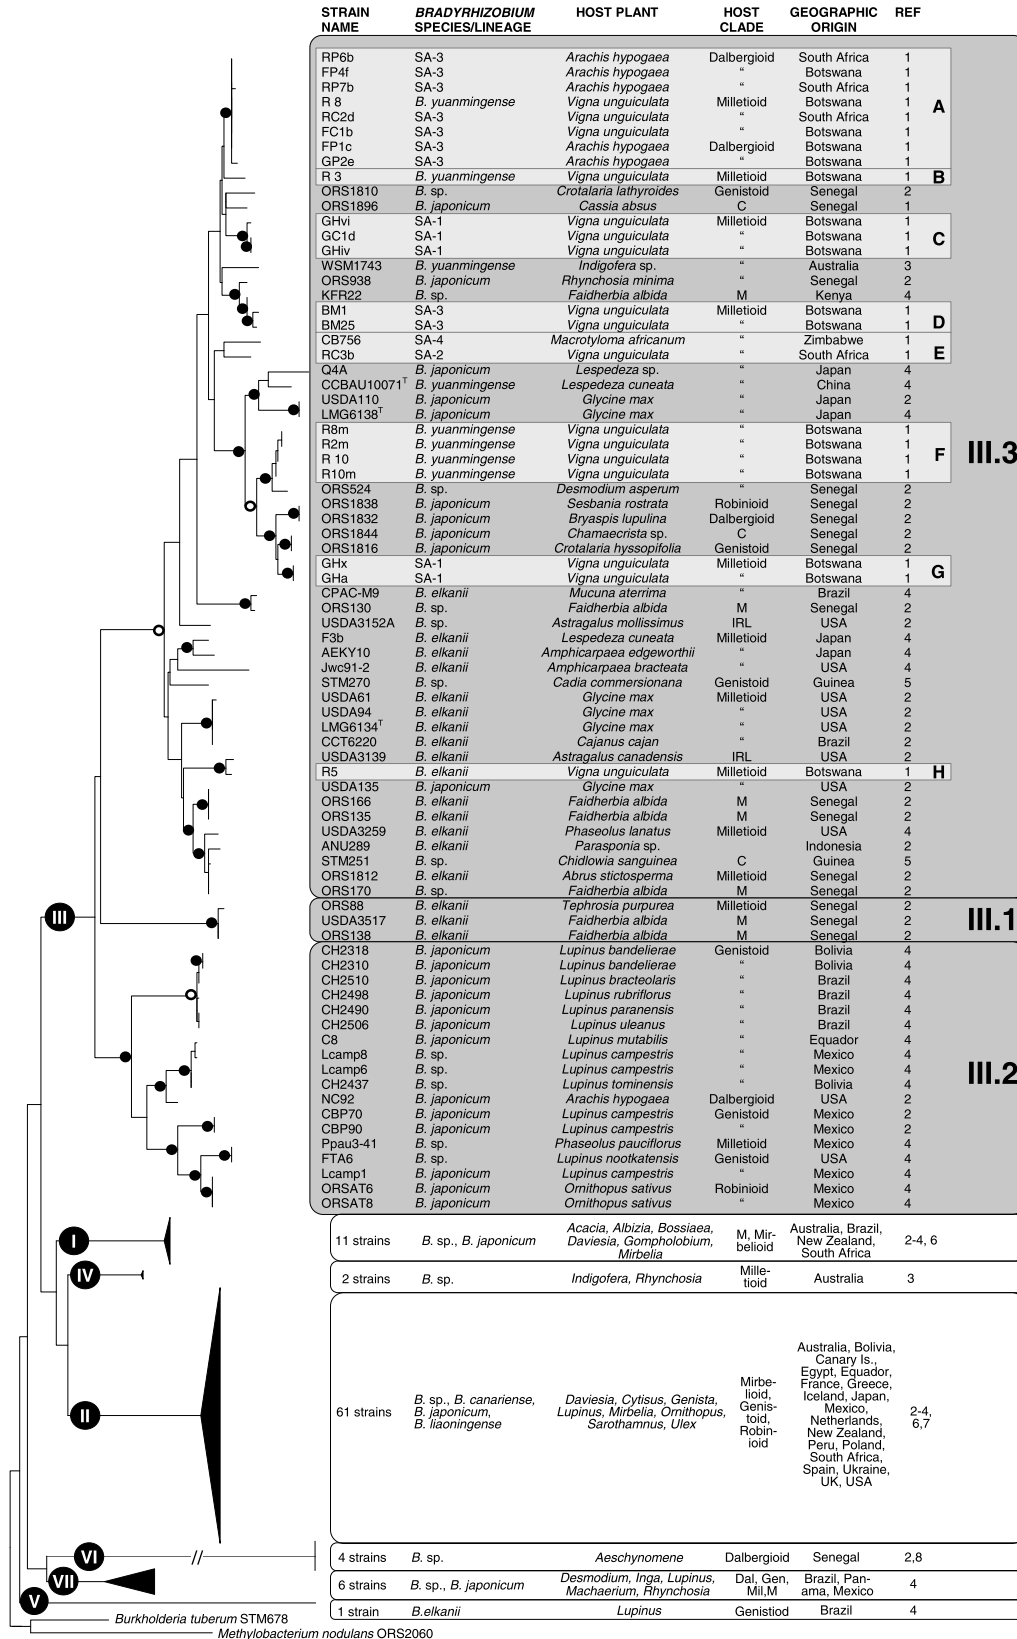 STRAIN NAME BRADYRHIZOBIUM SPECIES/LINEAGE HOST PLANT HOST CLADE GEOGRAPHIC ORIGIN REF
RP6b SA-3 Arachis hypogaea Dalbergioid South Africa 1
FP4f SA-3 Arachis hypogaea “ Botswana 1
RP7b SA-3 Arachis hypogaea “ South Africa 1
R 8 B. yuanmingense Vigna unguiculata Milletioid Botswana 1 A
RC2d SA-3 Vigna unguiculata “ South Africa 1
FC1b SA-3 Vigna unguiculata “ Botswana 1
FP1c SA-3 Arachis hypogaea Dalbergioid Botswana 1
GP2e SA-3 Arachis hypogaea “ Botswana 1
R 3 B. yuanmingense Vigna unguiculata Milletioid Botswana 1 B
ORS1810 B. sp. Crotalaria lathyroides Genistoid Senegal 2
ORS1896 B. japonicum Cassia absus C Senegal 1
GHvi SA-1 Vigna unguiculata Milletioid Botswana 1
GC1d SA-1 Vigna unguiculata “ Botswana 1 C
GHiv SA-1 Vigna unguiculata “ Botswana 1
WSM1743 B. yuanmingense Indigofera sp. “ Australia 3
ORS938 B. japonicum Rhynchosia minima “ Senegal 2
KFR22 B. sp. Faidherbia albida M Kenya 4
BM1 SA-3 Vigna unguiculata Milletioid Botswana 1
BM25 SA-3 Vigna unguiculata “ Botswana 1 D
CB756 SA-4 Macrotyloma africanum “ Zimbabwe 1
RC3b SA-2 Vigna unguiculata “ South Africa 1 E
Q4A B. japonicum Lespedeza sp. “ Japan 4
CCBAU10071T B. yuanmingense Lespedeza cuneata “ China 4
USDA110 B. japonicum Glycine max “ Japan 2
LMG6138T B. japonicum Glycine max “ Japan 4
R8m B. yuanmingense Vigna unguiculata “ Botswana 1
R2m B. yuanmingense Vigna unguiculata “ Botswana 1
R 10 B. yuanmingense Vigna unguiculata “ Botswana 1 F III.3
R10m B. yuanmingense Vigna unguiculata “ Botswana 1
ORS524 B. sp. Desmodium asperum “ Senegal 2
ORS1838 B. japonicum Sesbania rostrata Robinioid Senegal 2
ORS1832 B. japonicum Bryaspis lupulina Dalbergioid Senegal 2
ORS1844 B. japonicum Chamaecrista sp. C Senegal 2
ORS1816 B. japonicum Crotalaria hyssopifolia Genistoid Senegal 2
GHx SA-1 Vigna unguiculata Milletioid Botswana 1
GHa SA-1 Vigna unguiculata “ Botswana 1 G
CPAC-M9 B. elkanii Mucuna aterrima “ Brazil 4
ORS130 B. sp. Faidherbia albida M Senegal 2
USDA3152A B. sp. Astragalus mollissimus IRL USA 2
F3b B. elkanii Lespedeza cuneata Milletioid Japan 4
AEKY10 B. elkanii Amphicarpaea edgeworthii “ Japan 4
Jwc91-2 B. elkanii Amphicarpaea bracteata “ USA 4
STM270 B. sp. Cadia commersionana Genistoid Guinea 5
USDA61 B. elkanii Glycine max Milletioid USA 2
USDA94 B. elkanii Glycine max “ USA 2
LMG6134T B. elkanii Glycine max “ USA 2
CCT6220 B. elkanii Cajanus cajan “ Brazil 2
USDA3139 B. elkanii Astragalus canadensis IRL USA 2
R5 B. elkanii Vigna unguiculata Milletioid Botswana 1 H
USDA135 B. japonicum Glycine max “ USA 2
ORS166 B. elkanii Faidherbia albida M Senegal 2
ORS135 B. elkanii Faidherbia albida M Senegal 2
USDA3259 B. elkanii Phaseolus lanatus Milletioid USA 4
ANU289 B. elkanii Parasponia sp. Indonesia 2
STM251 B. sp. Chidlowia sanguinea C Guinea 5
ORS1812 B. elkanii Abrus stictosperma Milletioid Senegal 2
ORS170 B. sp. Faidherbia albida M Senegal 2
III
ORS88 B. elkanii Tephrosia purpurea Milletioid Senegal 2
USDA3517 B. elkanii Faidherbia albida M Senegal 2 III.1
ORS138 B. elkanii Faidherbia albida M Senegal 2
CH2318 B. japonicum Lupinus bandelierae Genistoid Bolivia 4
CH2310 B. japonicum Lupinus bandelierae “ Bolivia 4
CH2510 B. japonicum Lupinus bracteolaris “ Brazil 4
CH2498 B. japonicum Lupinus rubriflorus “ Brazil 4
CH2490 B. japonicum Lupinus paranensis “ Brazil 4
CH2506 B. japonicum Lupinus uleanus “ Brazil 4
C8 B. japonicum Lupinus mutabilis “ Equador 4
Lcamp8 B. sp. Lupinus campestris “ Mexico 4
Lcamp6 B. sp. Lupinus campestris “ Mexico 4 III.2
CH2437 B. sp. Lupinus tominensis “ Bolivia 4
NC92 B. japonicum Arachis hypogaea Dalbergioid USA 2
CBP70 B. japonicum Lupinus campestris Genistoid Mexico 2
CBP90 B. japonicum Lupinus campestris “ Mexico 2
Ppau3-41 B. sp. Phaseolus pauciflorus Milletioid Mexico 4
FTA6 B. sp. Lupinus nootkatensis Genistoid USA 4
Lcamp1 B. japonicum Lupinus campestris “ Mexico 4
ORSAT6 B. japonicum Ornithopus sativus Robinioid Mexico 4
ORSAT8 B. japonicum Ornithopus sativus “ Mexico 4
I
11 strains
B. sp., B. japonicum
Acacia, Albizia, Bossiaea,
Daviesia, Gompholobium,
Mirbelia
M, Mir-
belioid
Australia, Brazil,
New Zealand,
South Africa
2-4, 6
IV
2 strains
B. sp.
Indigofera, Rhynchosia
Mille-
tioid
Australia
3
II
61 strains
B. sp., B. canariense,
B. japonicum,
B. liaoningense
Daviesia, Cytisus, Genista,
Lupinus, Mirbelia, Ornithopus,
Sarothamnus, Ulex
Mirbe-
lioid,
Genis-
toid,
Robin-
ioid
Australia, Bolivia,
Canary Is.,
Egypt, Equador,
France, Greece,
Iceland, Japan,
Mexico,
Netherlands,
New Zealand,
Peru, Poland,
South Africa,
Spain, Ukraine,
UK, USA
2-4,
6,7
VI
//
4 strains B. sp. Aeschynomene Dalbergioid Senegal 2,8
VII
6 strains
B. sp., B. japonicum
Desmodium, Inga, Lupinus,
Machaerium, Rhynchosia
Dal, Gen,
Mil,M
Brazil, Pan-
ama, Mexico
4
V
1 strain B.elkanii Lupinus Genistiod Brazil 4
Burkholderia tuberum STM678
Methylobacterium nodulans ORS2060